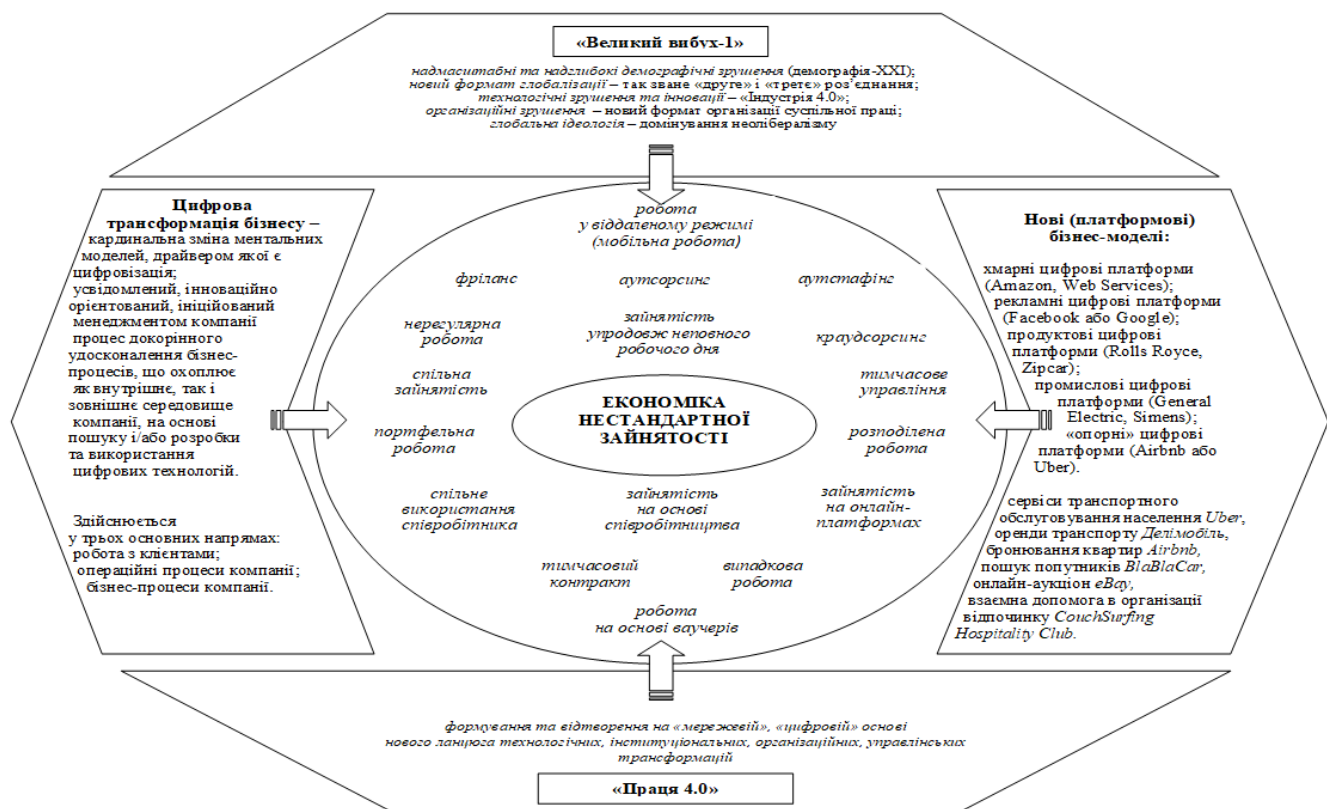 «Великий вибух-1»
надмасштабні та надглибокі демографічні зрушення (демографія-ХХІ);
новий формат глобалізації – так зване «друге» і «третє» роз’єднання;
технологічні зрушення та інновації – «Індустрія 4.0»;
організаційні зрушення – новий формат організації суспільної праці;
глобальна ідеологія – домінування неолібералізму
Цифрова
трансформація бізнесу –
кардинальна зміна ментальних
моделей, драйвером якої є
цифровізація;
усвідомлений, інноваційно
орієнтований, ініційований
менеджментом компанії
процес докорінного
удосконалення бізнес-
процесів, що охоплює
як внутрішнє, так і
зовнішнє середовище
компанії, на основі
пошуку і/або розробки
та використання
цифрових технологій.
Здійснюється
у трьох основних напрямах:
робота з клієнтами;
операційні процеси компанії;
бізнес-процеси компанії.
робота
у віддаленому режимі
(мобільна робота)
фріланс
аутсорсинг
аутстафінг
нерегулярна
робота
зайнятість
упродовж неповного
робочого дня
краудсорсинг
спільна
зайнятість
тимчасове
управління
ЕКОНОМІКА
НЕСТАНДАРТНОЇ
ЗАЙНЯТОСТІ
портфельна
робота
розподілена
робота
спільне
використання
співробітника
зайнятість
на основі
співробітництва
зайнятість
на онлайн-
платформах
тимчасовий
контракт
випадкова
робота
робота
на основі ваучерів
Нові (платформові)
бізнес-моделі:
хмарні цифрові платформи
(Amazon, Web Services);
рекламні цифрові платформи
(Facebook або Google);
продуктові цифрові
платформи (Rolls Royce,
Zipcar);
промислові цифрові
платформи (General
Electric, Simens);
«опорні» цифрові
платформи (Airbnb або
Uber).
сервіси транспортного
обслуговування населення Uber,
оренди транспорту Делімобіль,
бронювання квартир Airbnb,
пошук попутників BlaBlaCar,
онлайн-аукціон eBay,
взаємна допомога в організації
відпочинку CouchSurfing
Hospitality Club.
формування та відтворення на «мережевій», «цифровій» основі
нового ланцюга технологічних, інституціональних, організаційних, управлінських
трансформацій
«Праця 4.0»